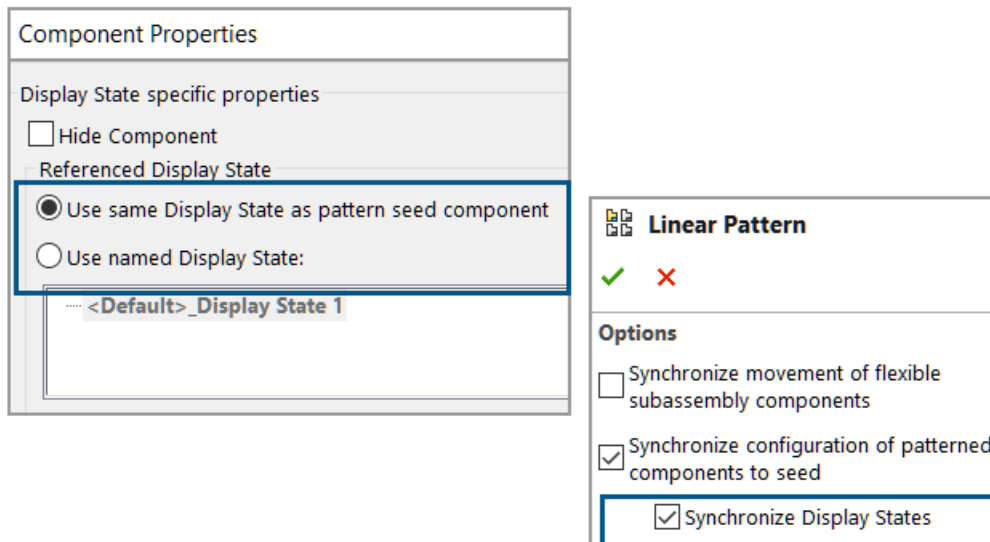 Component Properties
Display State specific properties
Hide Component
Referenced Display State
Use same Display State as pattern seed component
Use named Display State:
<Default>_Display State 1
Linear Pattern
Options
Synchronize movement of flexible
subassembly components
Synchronize configuration of patterned
components to seed
Synchronize Display States